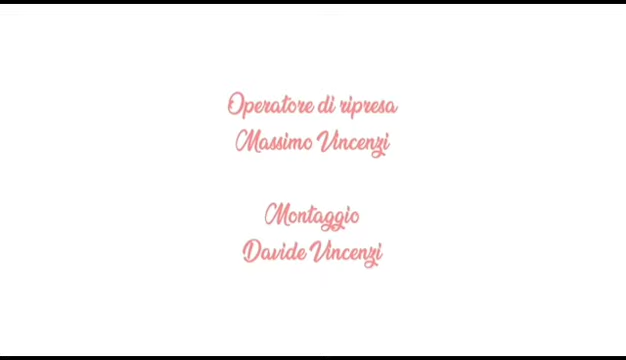 Operatore di ripresa
Massimo Vincenzi
Montaggio
Davide Vincenzi